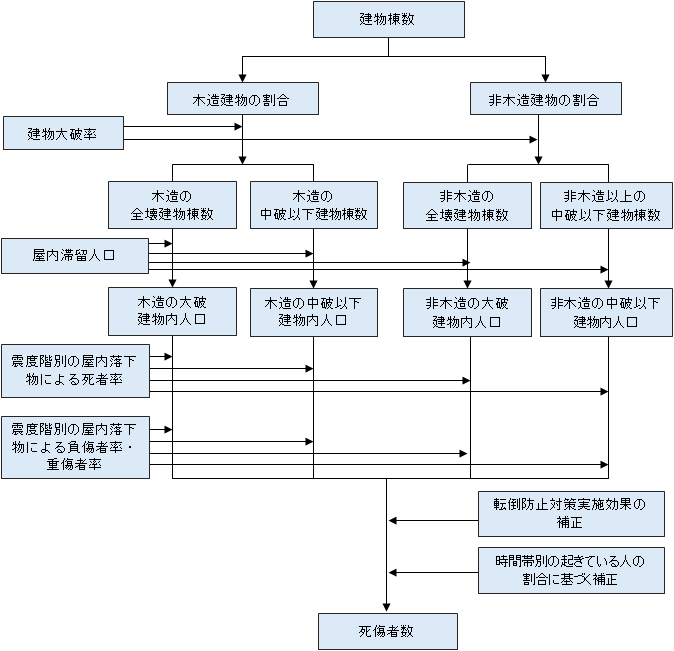 建物棟数
木造建物の割合
非木造建物の割合
建物大破率
木造の
全壊建物棟数
木造の
中破以下建物棟数
非木造の
全壊建物棟数
非木造以上の
中破以下建物棟数
屋内滞留人口
木造の大破
建物内人口
木造の中破以下
建物内人口
非木造の大破
建物内人口
非木造の中破以下
建物内人口
震度階別の屋内落下
物による死者率
震度階別の屋内落下
物による負傷者率・
重傷者率
転倒防止対策実施効果の
補正
時間帯別の起きている人の
割合に基づく補正
死傷者数